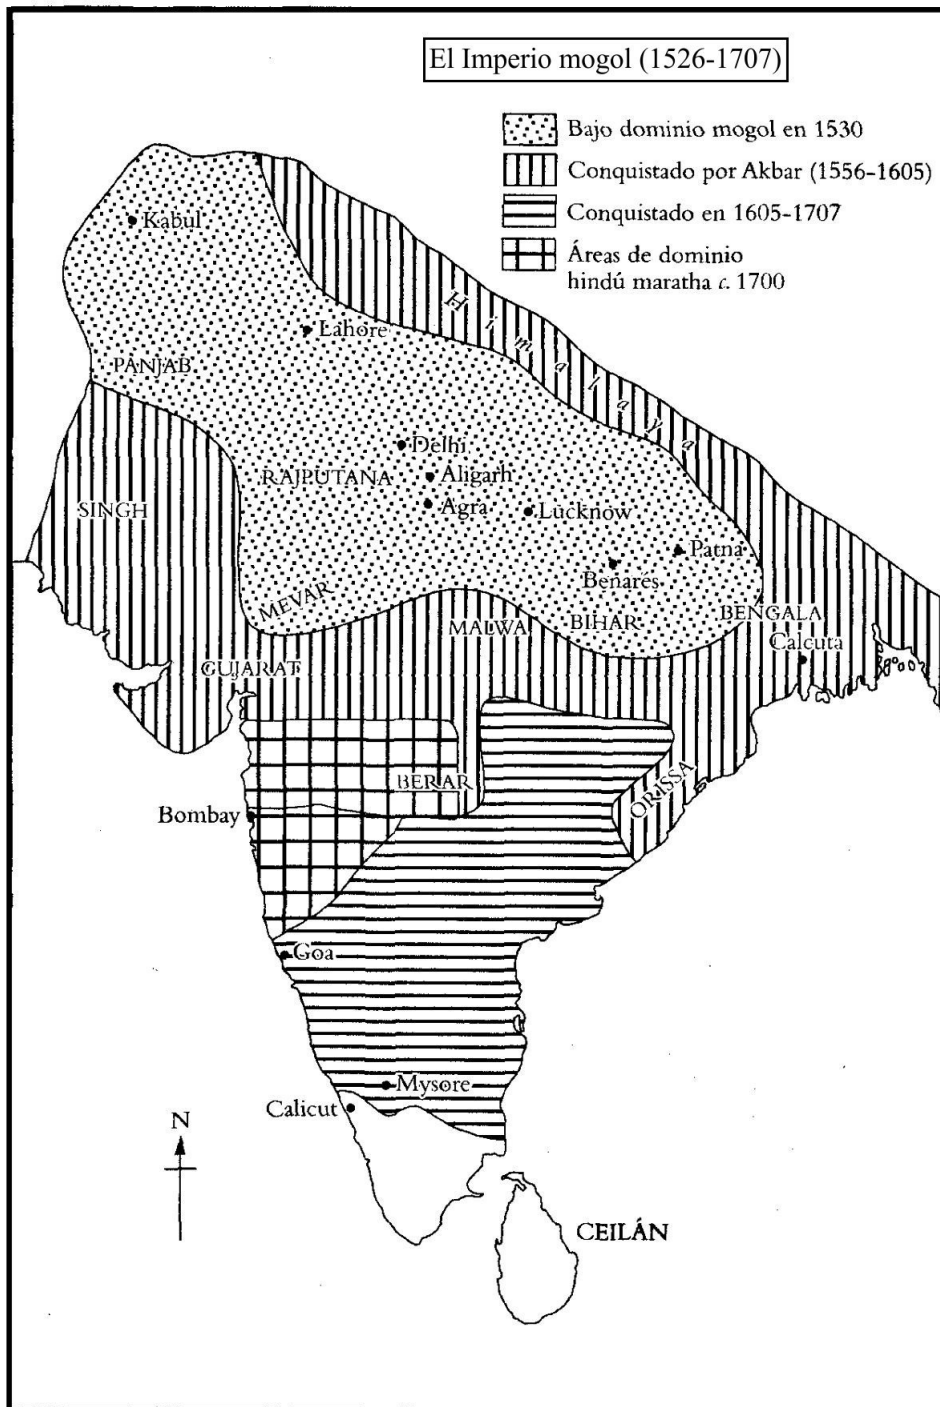 El Imperio mogol (1526-1707)
Bajo dominio mogol en 1530
Conquistado por Akbar (1556-1605)
Conquistado en 1605-1707
Áreas de dominio
hindú maratha c. 1700
Kabul
Himalaya
Lahore
PANJAB
Delhi
RAJPUTANA
Aligarh
Agra
SINGH
Lucknow
Patna
Benarés
MEVAR
BENGALA
BIHAR
MALWA
Calcuta
GUJARAT
BERAR
ORISSA
Bombay
Goa
Mysore
Calicut
N
CEILÁN